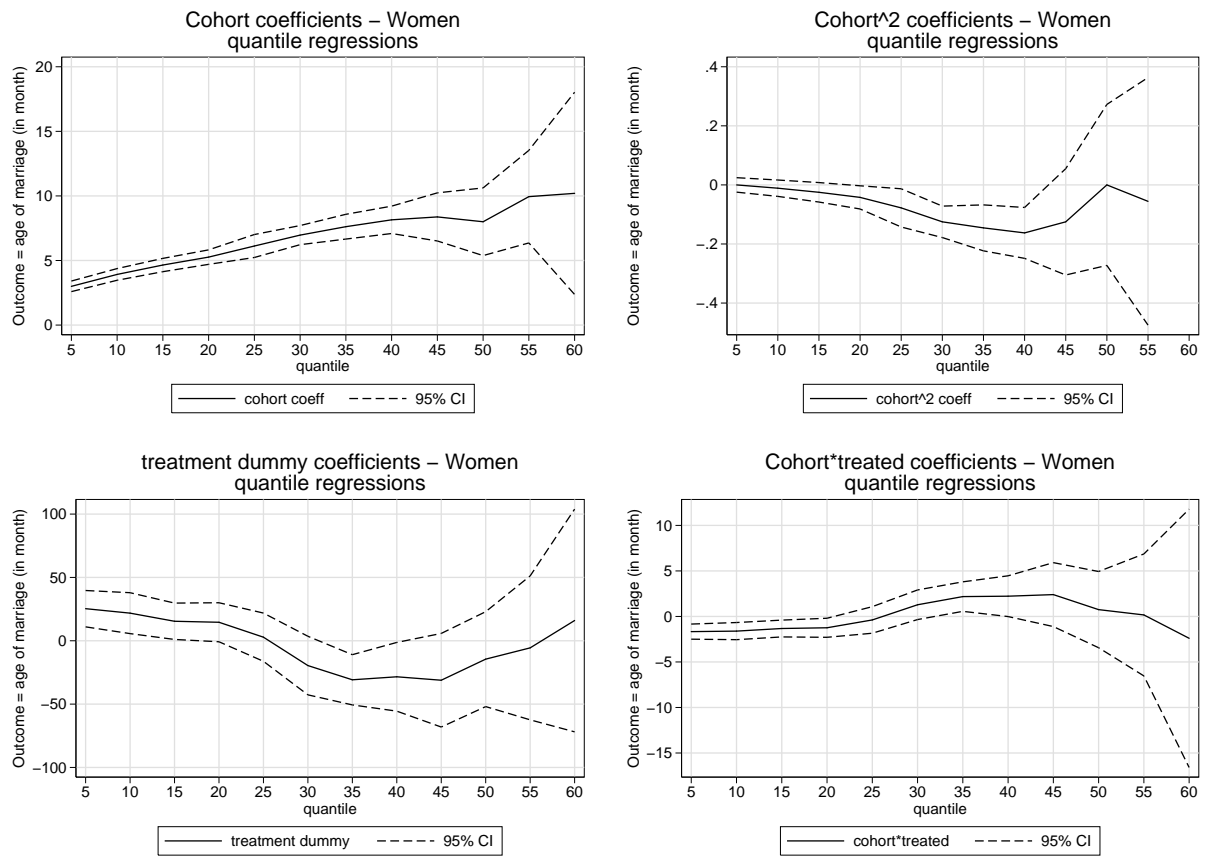 Cohort coefficients − Women
quantile regressions
Outcome = age of marriage (in month)
20
15
10
5
0
5 10 15 20 25 30 35 40 45 50 55 60
quantile
cohort coeff 95% CI
Cohort^2 coefficients − Women
quantile regressions
Outcome = age of marriage (in month)
.4
.2
0
−.2
−.4
5 10 15 20 25 30 35 40 45 50 55 60
quantile
cohort^2 coeff 95% CI
treatment dummy coefficients − Women
quantile regressions
Outcome = age of marriage (in month)
100
50
0
−50
−100
5 10 15 20 25 30 35 40 45 50 55 60
quantile
treatment dummy 95% CI
Cohort*treated coefficients − Women
quantile regressions
Outcome = age of marriage (in month)
10
5
0
−5
−10
−15
5 10 15 20 25 30 35 40 45 50 55 60
quantile
cohort*treated 95% CI